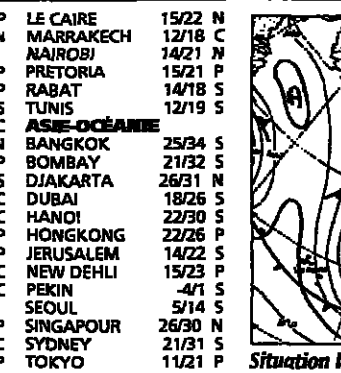 P LE CAIRE 15/22 N
N MARRAKECH 12/18 C
NAIROBI 14/21 N
P PRETORIA 15/21 P
P RABAT 14/18 S
S TUNIS 12/19 S
C ASIE-OCÉANIE
N BANGKOK 25/34 S
P BOMBAY 21/32 S
S DJAKARTA 26/31 N
C DUBAI 18/26 S
C HANOI 22/30 S
P HONGKONG 22/26 P
P JERUSALEM 14/22 S
C NEW DEHLI 15/23 P
C PEKIN -4/1 S
SEOUL 5/14 S
P SINGAPOUR 26/30 N
C SYDNEY 21/31 S
P TOKYO 11/21 P
Situation